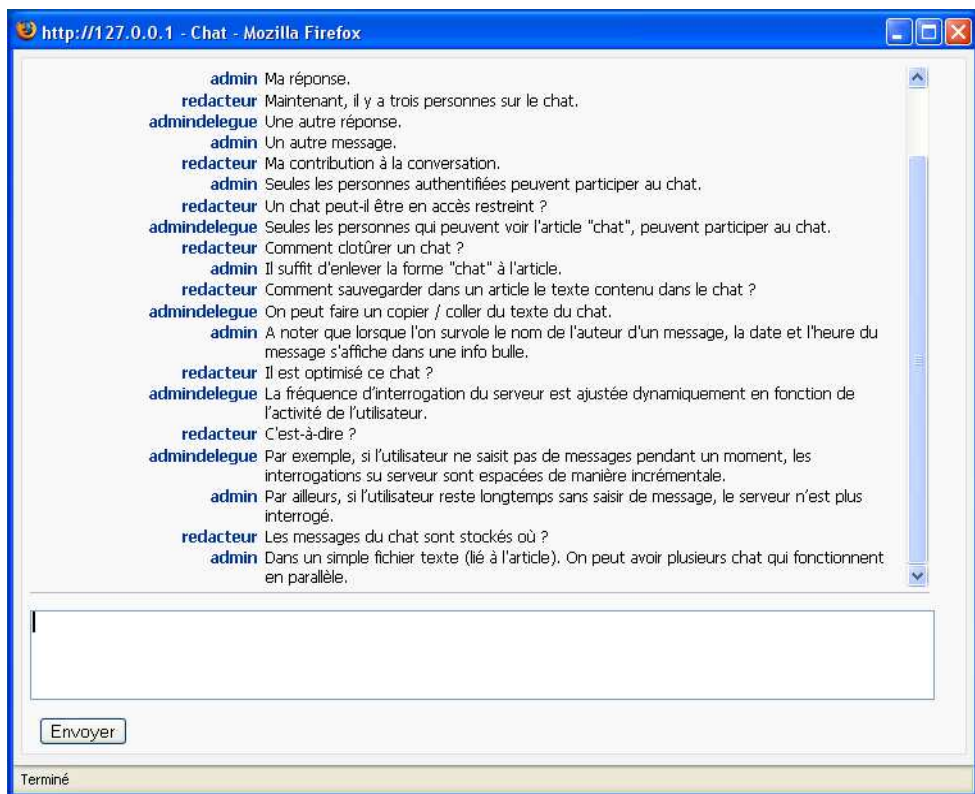 http://127.0.0.1 - Chat - Mozilla Firefox
admin Ma réponse.
redacteur Maintenant, il y a trois personnes sur le chat.
admindelegue Une autre réponse.
admin Un autre message.
redacteur Ma contribution à la conversation.
admin Seules les personnes authentifiées peuvent participer au chat.
redacteur Un chat peut-il être en accès restreint ?
admindelegue Seules les personnes qui peuvent voir l'article "chat", peuvent participer au chat.
redacteur Comment clotûrer un chat ?
admin Il suffit d'enlever la forme "chat" à l'article.
redacteur Comment sauvegarder dans un article le texte contenu dans le chat ?
admindelegue On peut faire un copier / coller du texte du chat.
admin A noter que lorsque l'on survole le nom de l'auteur d'un message, la date et l'heure du
message s'affiche dans une info bulle.
redacteur Il est optimisé ce chat ?
admindelegue La fréquence d’interrogation du serveur est ajustée dynamiquement en fonction de
l’activité de l’utilisateur.
redacteur C'est-à-dire ?
admindelegue Par exemple, si l’utilisateur ne saisit pas de messages pendant un moment, les
interrogations su serveur sont espacées de manière incrémentale.
admin Par ailleurs, si l’utilisateur reste longtemps sans saisir de message, le serveur n’est plus
interrogé.
redacteur Les messages du chat sont stockés où ?
admin Dans un simple fichier texte (lié à l'article). On peut avoir plusieurs chat qui fonctionnent
en parallèle.
Envoyer
Terminé